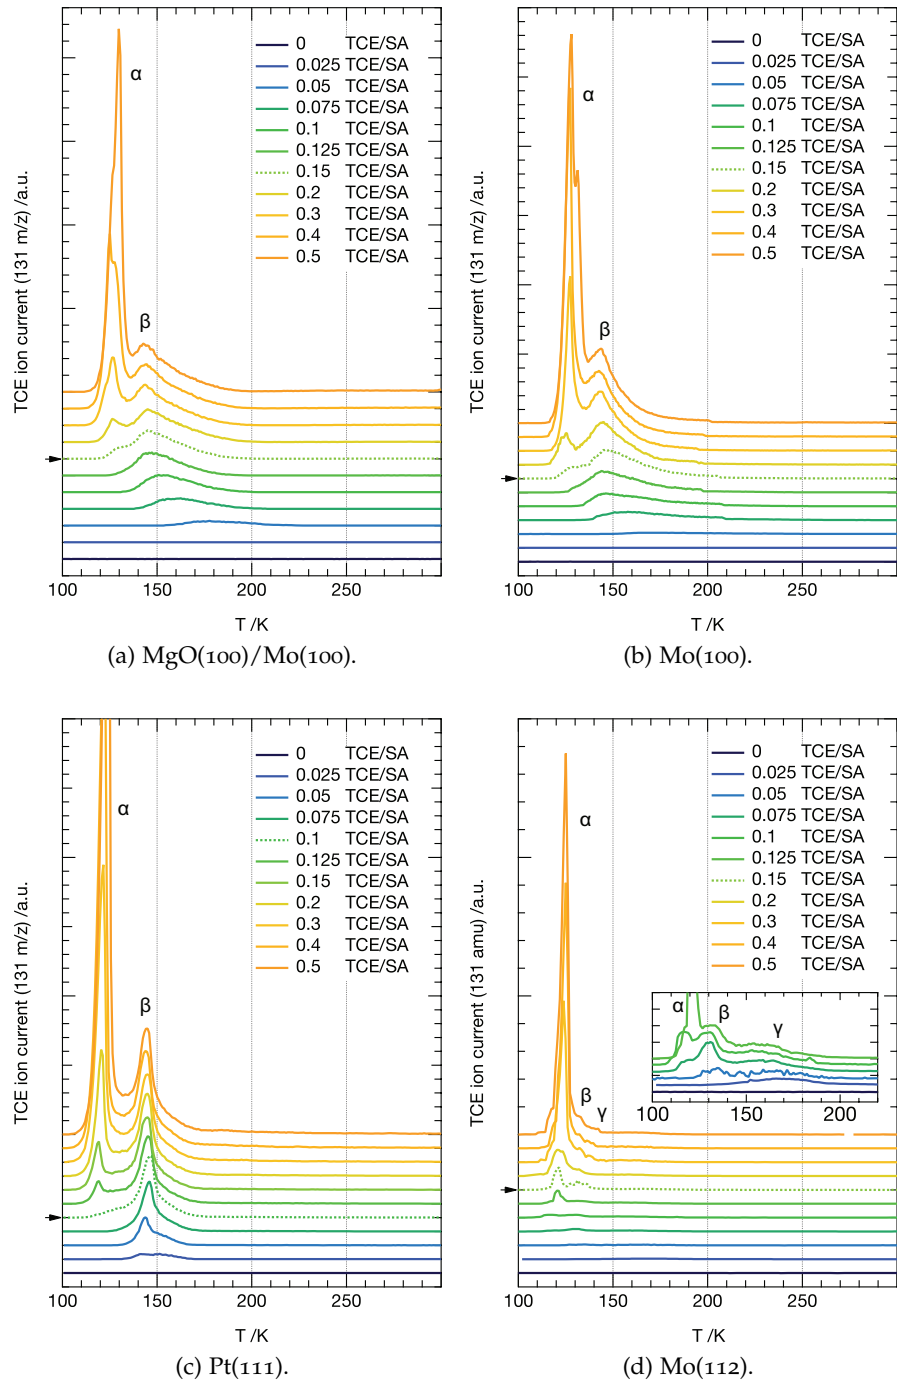 0 TCE/SA
0.025 TCE/SA
0.05 TCE/SA
0.075 TCE/SA
0.1 TCE/SA
0.125 TCE/SA
0.15 TCE/SA
0.2 TCE/SA
0.3 TCE/SA
0.4 TCE/SA
0.5 TCE/SA
α
β
TCE ion current (131 m/z) /a.u.
100 150 200 250
T /K
(a) MgO(100)/Mo(100).
0 TCE/SA
0.025 TCE/SA
0.05 TCE/SA
0.075 TCE/SA
0.1 TCE/SA
0.125 TCE/SA
0.15 TCE/SA
0.2 TCE/SA
0.3 TCE/SA
0.4 TCE/SA
0.5 TCE/SA
α
β
TCE ion current (131 m/z) /a.u.
100 150 200 250
T /K
(b) Mo(100).
0 TCE/SA
0.025 TCE/SA
0.05 TCE/SA
0.075 TCE/SA
0.1 TCE/SA
0.125 TCE/SA
0.15 TCE/SA
0.2 TCE/SA
0.3 TCE/SA
0.4 TCE/SA
0.5 TCE/SA
α
β
TCE ion current (131 m/z) /a.u.
100 150 200 250
T /K
(c) Pt(111).
0 TCE/SA
0.025 TCE/SA
0.05 TCE/SA
0.075 TCE/SA
0.1 TCE/SA
0.125 TCE/SA
0.15 TCE/SA
0.2 TCE/SA
0.3 TCE/SA
0.4 TCE/SA
0.5 TCE/SA
α
β
γ
α
β
γ
100 150 200
TCE ion current (131 amu) /a.u.
100 150 200 250
T /K
(d) Mo(112).